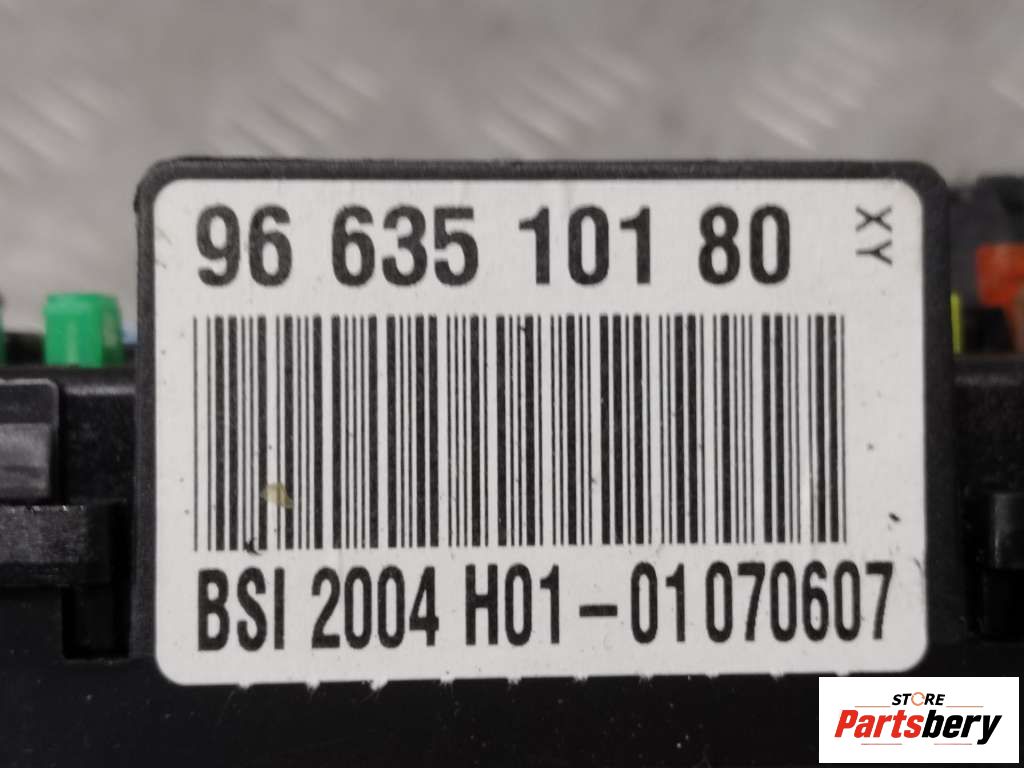 96 635 101 80
XY
BSI 2004 H01-01 070607
STORE
Partsbery